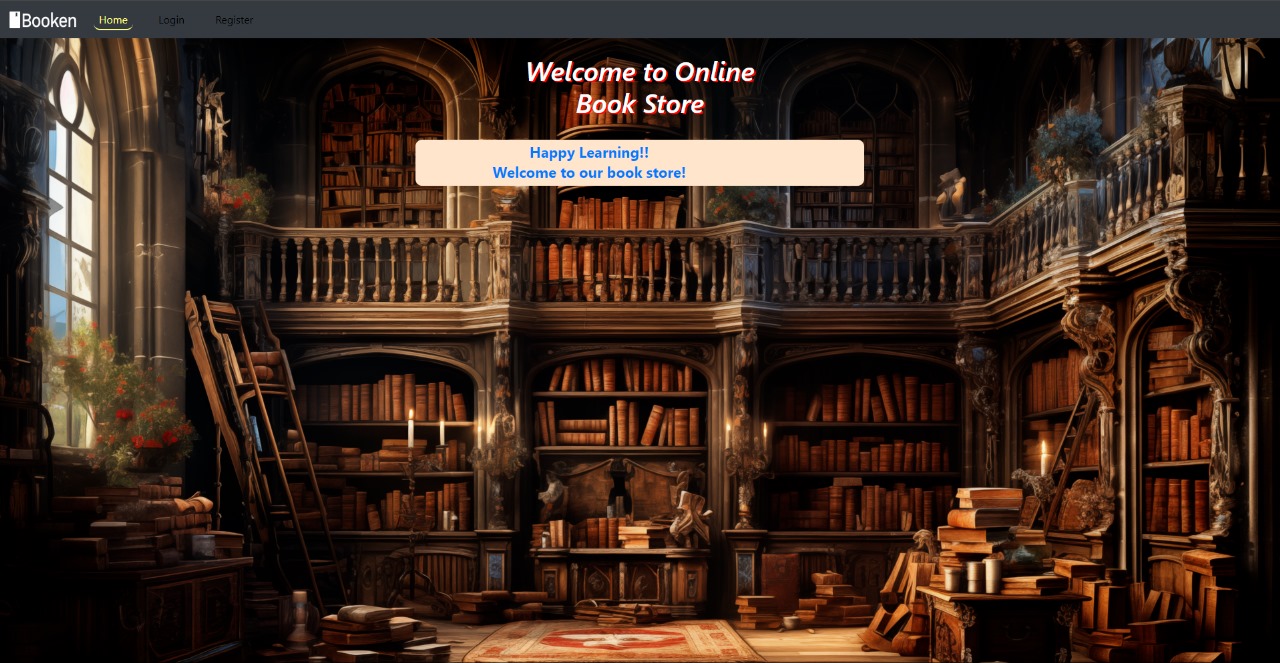 Booken
Home
Login
Register
Welcome to Online
Book Store
Happy Learning!!
Welcome to our book store!